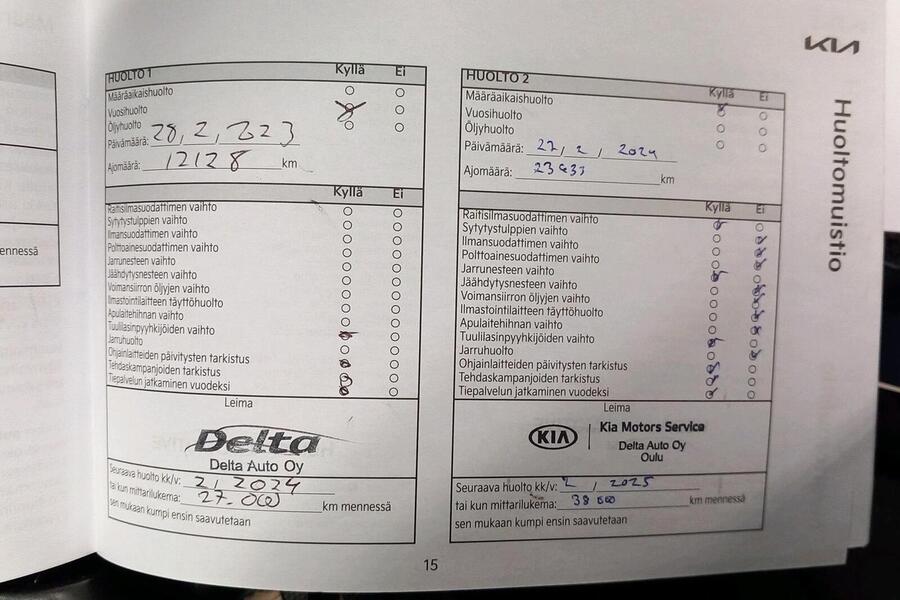 KIA
Huoltomuistio
HUOLTO 1 Kyllä Ei
Määräaikaishuolto
Vuosihuolto
Öljyhuolto
Päivämäärä: 28, 2, 2023
Ajomäärä: 12128 km
Kyllä Ei
Raitisilmasuodattimen vaihto
Sytytystulppien vaihto
Ilmansuodattimen vaihto
Polttoainesuodattimen vaihto
Jarrunesteen vaihto
Jäähdytysnesteen vaihto
Voimansiirron öljyjen vaihto
Ilmastointilaitteen täyttöhuolto
Apulaitehihnan vaihto
Tuulilasinpyyhkijöiden vaihto
Jarruhuolto
Ohjainlaitteiden päivitysten tarkistus
Tehdaskampanjoiden tarkistus
Tiepalvelun jatkaminen vuodeksi
Leima
Delta
Delta Auto Oy
Seuraava huolto kk/v: 2, 2024
tai kun mittarilukema: 27.000 km mennessä
sen mukaan kumpi ensin saavutetaan
HUOLTO 2 Kyllä Ei
Määräaikaishuolto
Vuosihuolto
Öljyhuolto
Päivämäärä: 27, 2, 2024
Ajomäärä: km
Kyllä Ei
Raitisilmasuodattimen vaihto
Sytytystulppien vaihto
Ilmansuodattimen vaihto
Polttoainesuodattimen vaihto
Jarrunesteen vaihto
Jäähdytysnesteen vaihto
Voimansiirron öljyjen vaihto
Ilmastointilaitteen täyttöhuolto
Apulaitehihnan vaihto
Tuulilasinpyyhkijöiden vaihto
Jarruhuolto
Ohjainlaitteiden päivitysten tarkistus
Tehdaskampanjoiden tarkistus
Tiepalvelun jatkaminen vuodeksi
Leima
KIA Kia Motors Service
Delta Auto Oy
Oulu
Seuraava huolto kk/v: 2, 2025
tai kun mittarilukema: 38 000 km mennessä
sen mukaan kumpi ensin saavutetaan
15
mennessä